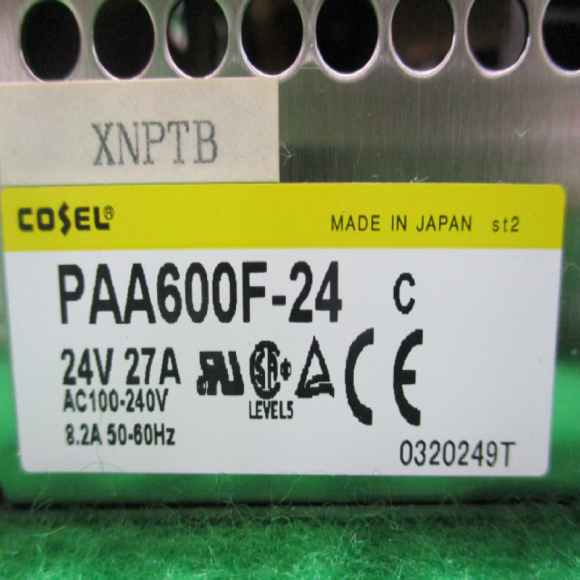 XNPTB
COSEL® MADE IN JAPAN st2
PAA600F-24 C
24V 27A
AC100-240V
8.2A 50-60Hz
LEVEL5
0320249T